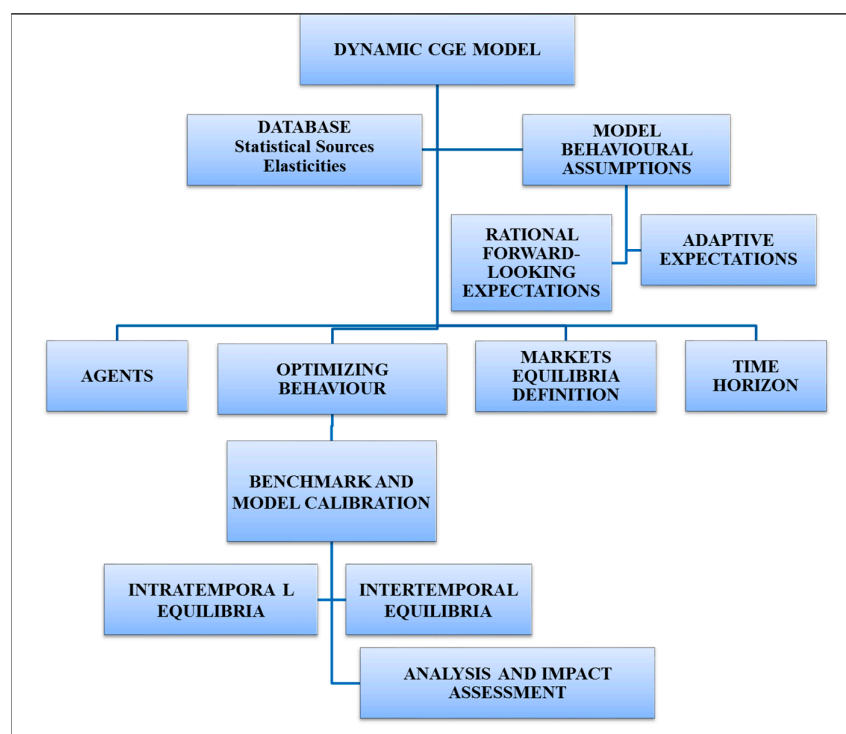 DYNAMIC CGE MODEL
DATABASE
Statistical Sources
Elasticities
MODEL
BEHAVIOURAL
ASSUMPTIONS
RATIONAL
FORWARD-
LOOKING
EXPECTATIONS
ADAPTIVE
EXPECTATIONS
AGENTS
OPTIMIZING
BEHAVIOUR
MARKETS
EQUILIBRIA
DEFINITION
TIME
HORIZON
BENCHMARK AND
MODEL CALIBRATION
INTRATEMPORA L
EQUILIBRIA
INTERTEMPORAL
EQUILIBRIA
ANALYSIS AND IMPACT
ASSESSMENT